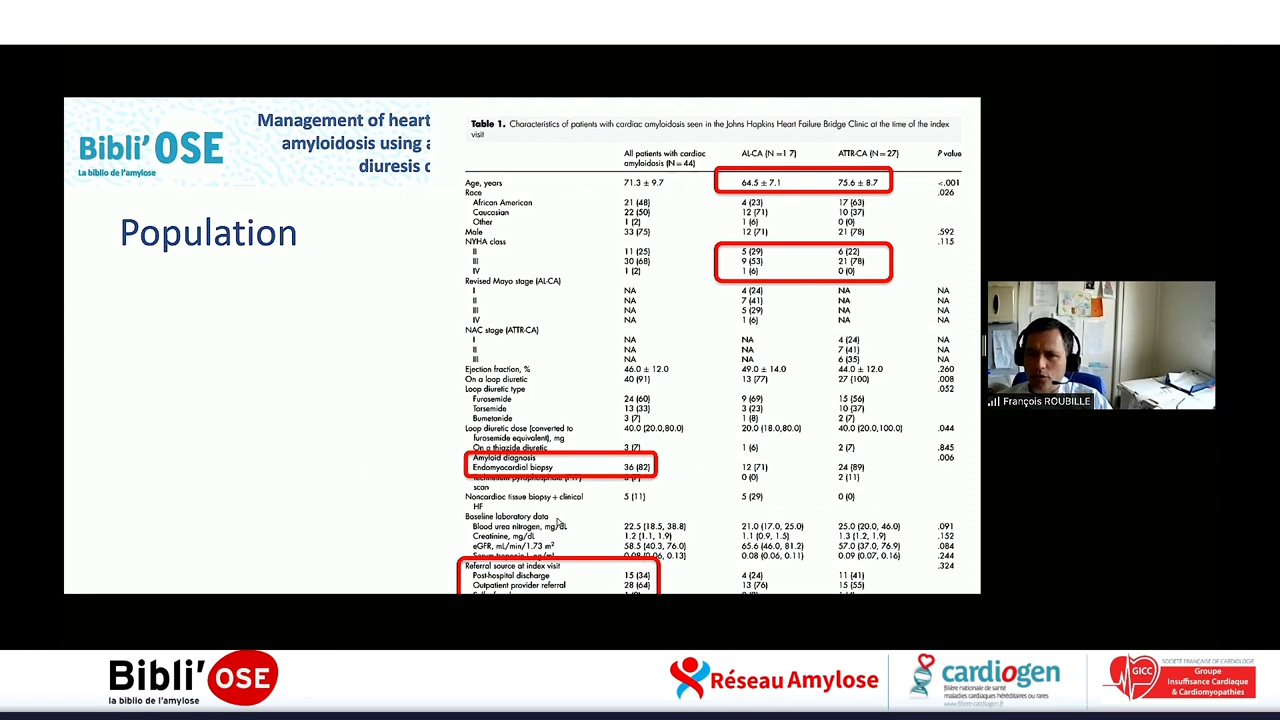 Bibli'OSE
La biblio de l'amylose
Management of heart
amyloidosis using a
diuresis c
Population
Table 1. Characteristics of patients with cardiac amyloidosis seen in the Johns Hopkins Heart Failure Bridge Clinic at the time of the index
visit
All patients with cardiac
amyloidosis (N = 44) AL-CA (N =1 7) ATTR-CA (N = 27) P value
Age, years 71.3 ± 9.7 64.5 ± 7.1 75.6 ± 8.7 <.001
Race .026
African American 21 (48) 4 (23) 17 (63)
Caucasian 22 (50) 12 (71) 10 (37)
Other 1 (2) 1 (6) 0 (0)
Male 33 (75) 12 (71) 21 (78) .592
NYHA class .115
II 11 (25) 5 (29) 6 (22)
III 30 (68) 9 (53) 21 (78)
IV 1 (2) 1 (6) 0 (0)
Revised Mayo stage (AL-CA)
I NA 4 (24) NA NA
II NA 7 (41) NA NA
III NA 5 (29) NA NA
IV NA 1 (6) NA NA
NAC stage (ATTR-CA)
I NA NA 4 (24) NA
II NA NA 7 (41) NA
III NA NA 6 (35) NA
Ejection fraction, % 46.0 ± 12.0 49.0 ± 14.0 44.0 ± 12.0 .260
On a loop diuretic 40 (91) 13 (77) 27 (100) .008
Loop diuretic type .052
Furosemide 24 (60) 9 (69) 15 (56)
Torsemide 13 (33) 3 (23) 10 (37)
Bumetanide 3 (7) 1 (8) 2 (7)
Loop diuretic dose (converted to 40.0 (20.0,80.0) 20.0 (18.0,80.0) 40.0 (20.0,100.0) .044
furosemide equivalent), mg
On a thiazide diuretic 3 (7) 1 (6) 2 (7) .845
Amyloid diagnosis .006
Endomyocardial biopsy 36 (82) 12 (71) 24 (89)
Technetium pyrophosphate (PYP) 3 (7) 0 (0) 2 (11)
scan
Noncardiac tissue biopsy + clinical 5 (11) 5 (29) 0 (0)
HF
Baseline laboratory data
Blood urea nitrogen, mg/dL 22.5 (18.5, 38.8) 21.0 (17.0, 25.0) 25.0 (20.0, 46.0) .091
Creatinine, mg/dL 1.2 (1.1, 1.9) 1.1 (0.9, 1.5) 1.3 (1.2, 1.9) .152
eGFR, mL/min/1.73 m² 58.5 (40.3, 76.0) 65.6 (46.0, 81.2) 57.0 (37.0, 76.9) .084
Serum troponin I, ng/mL 0.08 (0.06, 0.13) 0.08 (0.06, 0.11) 0.09 (0.07, 0.16) .244
Referral source at index visit .324
Post-hospital discharge 15 (34) 4 (24) 11 (41)
Outpatient provider referral 28 (64) 13 (76) 15 (55)
François ROUBILLE
Bibli' OSE
la biblio de l'amylose
Réseau Amylose
cardiogen
filière nationale de santé
maladies cardiaques héréditaires ou rares
www.filiere-cardiogen.fr
SOCIÉTÉ FRANÇAISE DE CARDIOLOGIE
GICC
Groupe
Insuffisance Cardiaque
& Cardiomyopathies